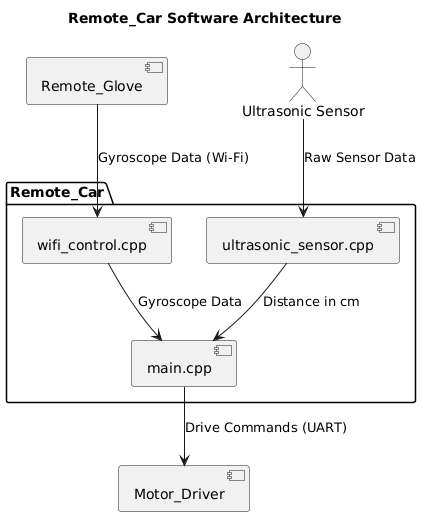 Remote_Car Software Architecture
Remote_Glove
Ultrasonic Sensor
Gyroscope Data (Wi-Fi)
Raw Sensor Data
Remote_Car
wifi_control.cpp
ultrasonic_sensor.cpp
Gyroscope Data
Distance in cm
main.cpp
Drive Commands (UART)
Motor_Driver